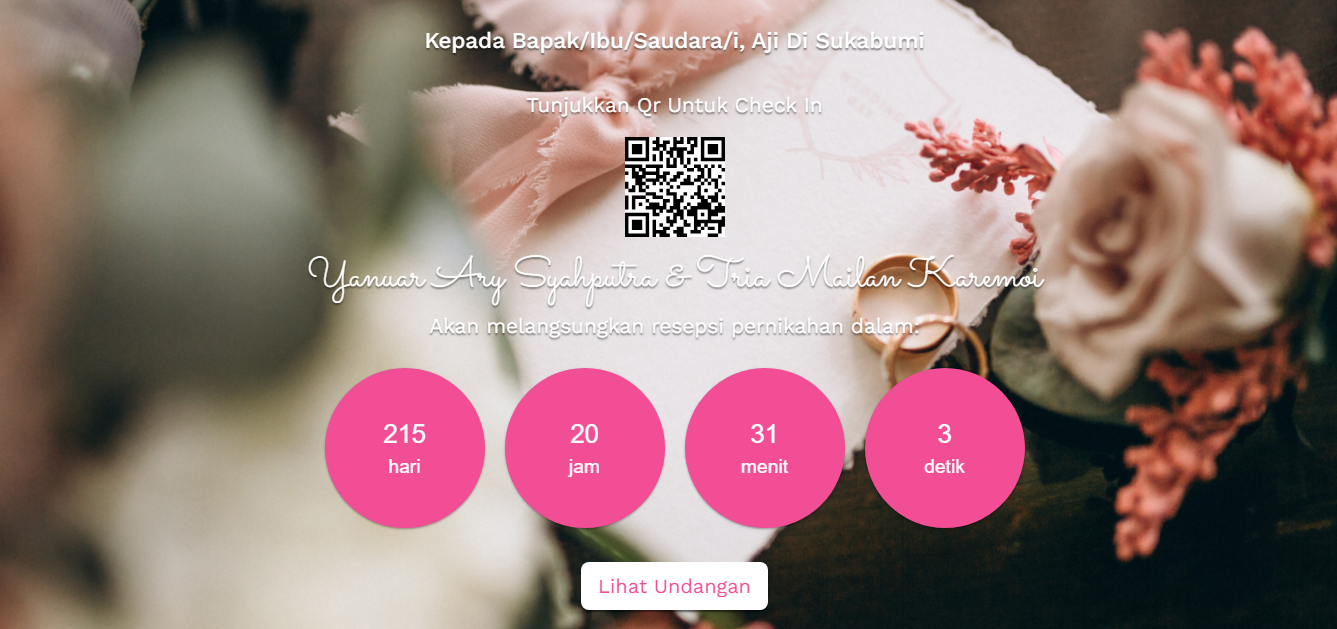 Kepada Bapak/Ibu/Saudara/i, Aji Di Sukabumi
Tunjukkan Qr Untuk Check In
Yanuar Ary Syahputra & Tria Mailan Karemoi
Akan melangsungkan resepsi pernikahan dalam:
215 20 31 3
hari jam menit detik
Lihat Undangan